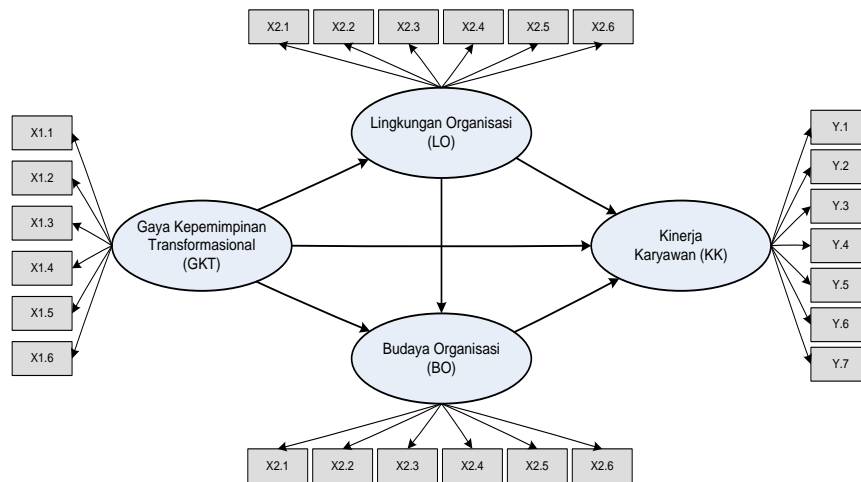 X2.1
X2.2
X2.3
X2.4
X2.5
X2.6
Lingkungan Organisasi
(LO)
X1.1
X1.2
X1.3
X1.4
X1.5
X1.6
Gaya Kepemimpinan
Transformasional
(GKT)
Kinerja
Karyawan (KK)
Y.1
Y.2
Y.3
Y.4
Y.5
Y.6
Y.7
Budaya Organisasi
(BO)
X2.1
X2.2
X2.3
X2.4
X2.5
X2.6